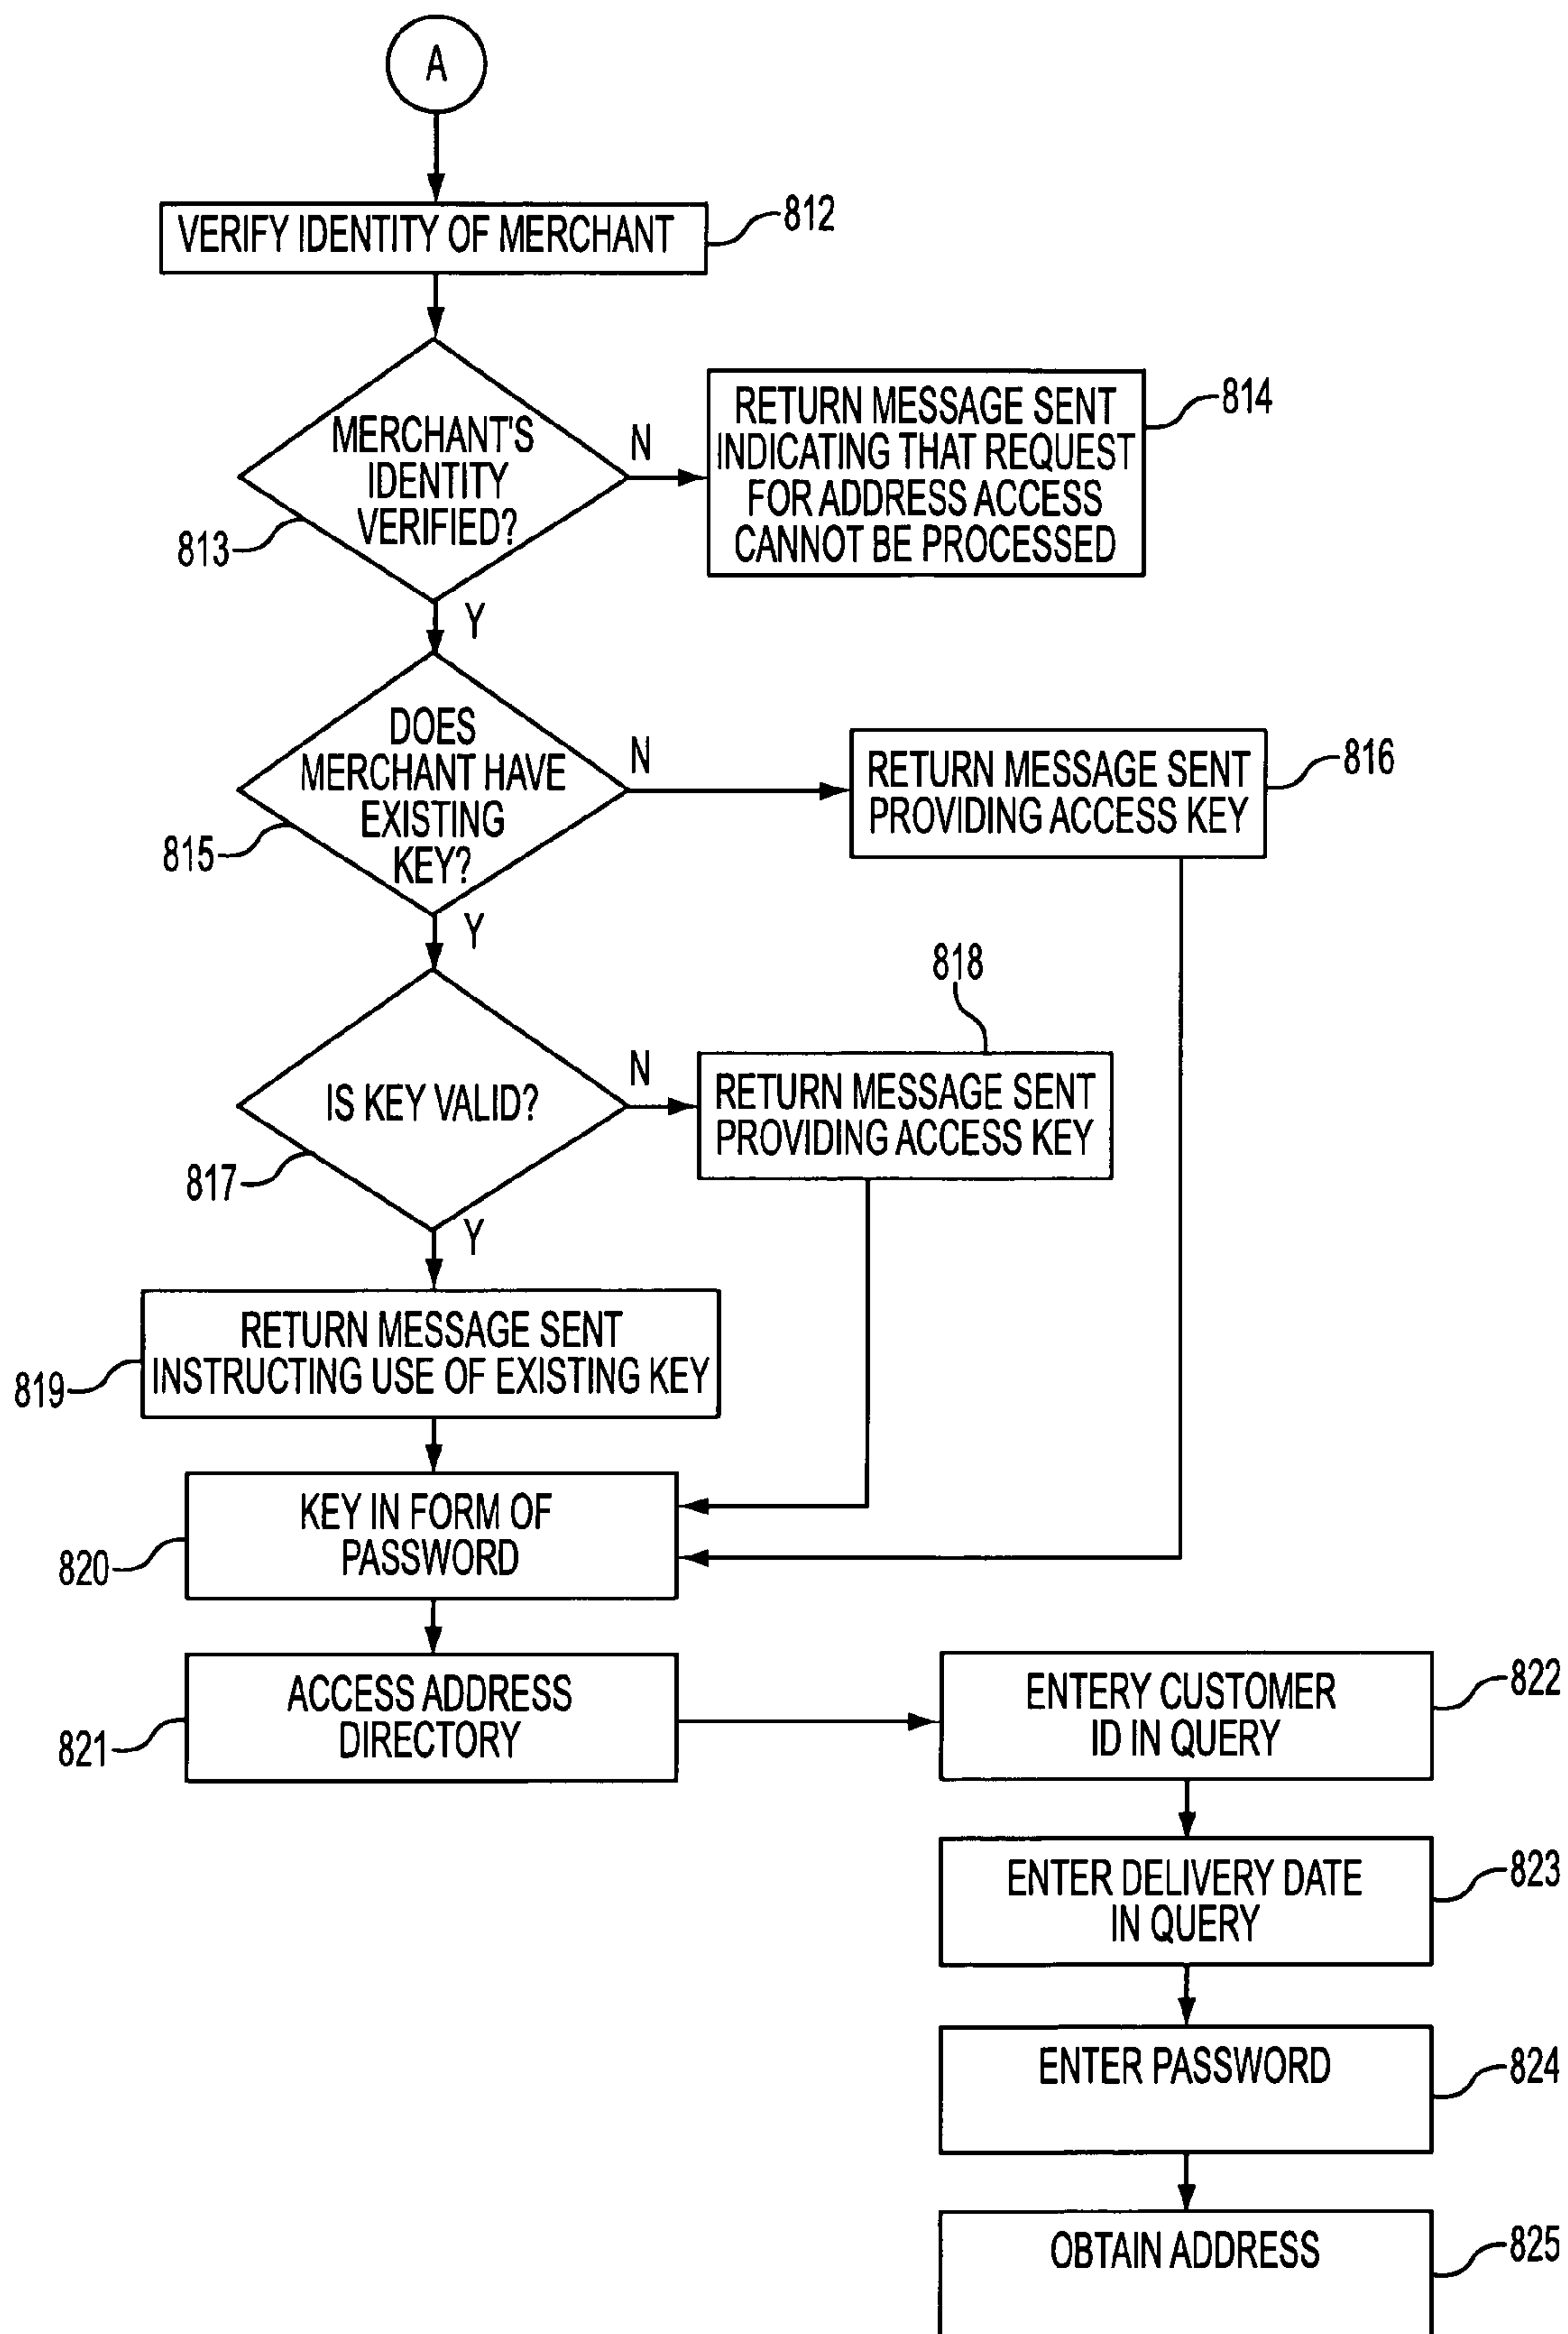 A
VERIFY IDENTITY OF MERCHANT
812
MERCHANT'S
IDENTITY
VERIFIED?
813
N
Y
RETURN MESSAGE SENT
INDICATING THAT REQUEST
FOR ADDRESS ACCESS
CANNOT BE PROCESSED
814
DOES
MERCHANT HAVE
EXISTING
KEY?
815
N
Y
RETURN MESSAGE SENT
PROVIDING ACCESS KEY
816
IS KEY VALID?
817
N
Y
818
RETURN MESSAGE SENT
PROVIDING ACCESS KEY
RETURN MESSAGE SENT
INSTRUCTING USE OF EXISTING KEY
819
KEY IN FORM OF
PASSWORD
820
ACCESS ADDRESS
DIRECTORY
821
ENTERY CUSTOMER
ID IN QUERY
822
ENTER DELIVERY DATE
IN QUERY
823
ENTER PASSWORD
824
OBTAIN ADDRESS
825